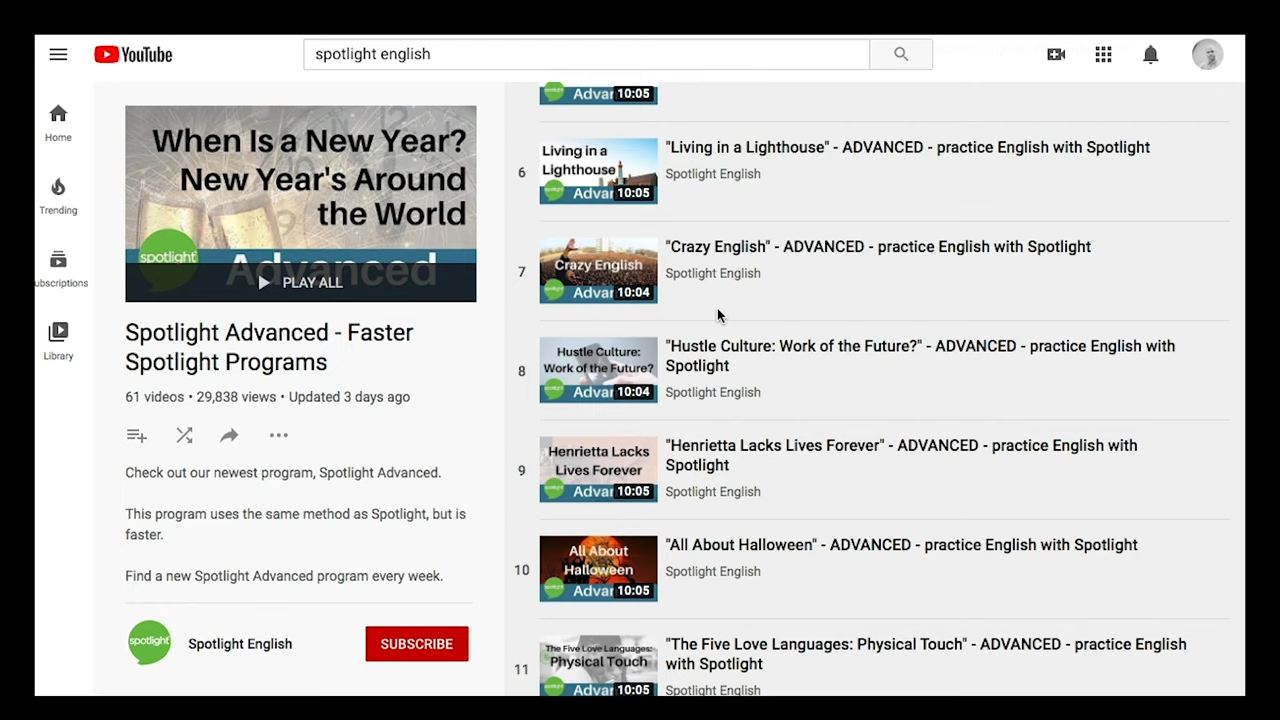 YouTube
spotlight english
Home
Trending
ubscriptions
Library
When Is a New Year?
New Year's Around
the World
spotlight
Advanced
PLAY ALL
Spotlight Advanced - Faster
Spotlight Programs
61 videos • 29,838 views • Updated 3 days ago
Check out our newest program, Spotlight Advanced.
This program uses the same method as Spotlight, but is
faster.
Find a new Spotlight Advanced program every week.
spotlight
Spotlight English
SUBSCRIBE
Advar
10:05
6
Living in a
Lighthouse
Advar
10:05
"Living in a Lighthouse" - ADVANCED - practice English with Spotlight
Spotlight English
7
Crazy English
Advar
10:04
"Crazy English" - ADVANCED - practice English with Spotlight
Spotlight English
8
Hustle Culture:
Work of the Future?
Advar
10:04
"Hustle Culture: Work of the Future?" - ADVANCED - practice English with
Spotlight
Spotlight English
9
Henrietta Lacks
Lives Forever
Advar
10:05
"Henrietta Lacks Lives Forever" - ADVANCED - practice English with
Spotlight
Spotlight English
10
All About
Halloween
Advar
10:05
"All About Halloween" - ADVANCED - practice English with Spotlight
Spotlight English
11
The Five Love Languages:
Physical Touch
Advar
10:05
"The Five Love Languages: Physical Touch" - ADVANCED - practice English
with Spotlight
Spotlight English